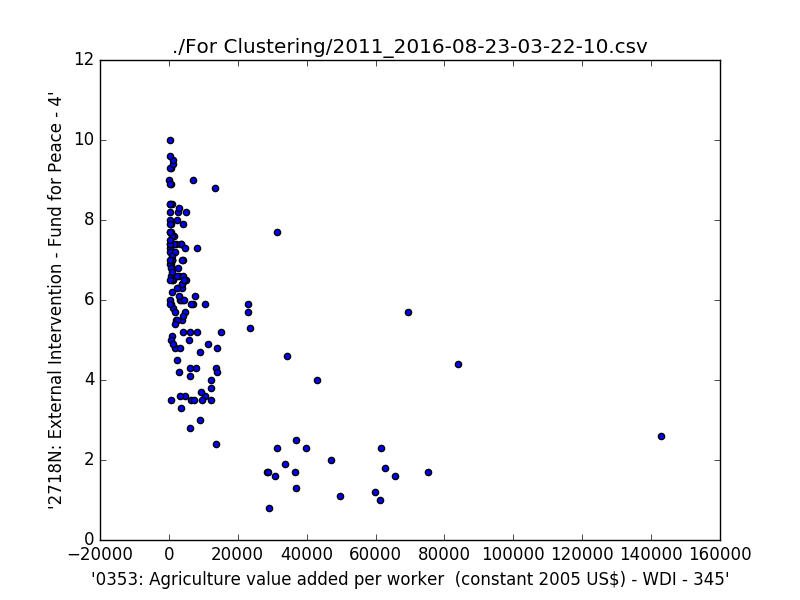 ./For Clustering/2011_2016-08-23-03-22-10.csv
12
10
8
6
4
2
0
'2718N: External Intervention - Fund for Peace - 4'
−20000 0 20000 40000 60000 80000 100000 120000 140000 160000
'0353: Agriculture value added per worker  (constant 2005 US$) - WDI - 345'